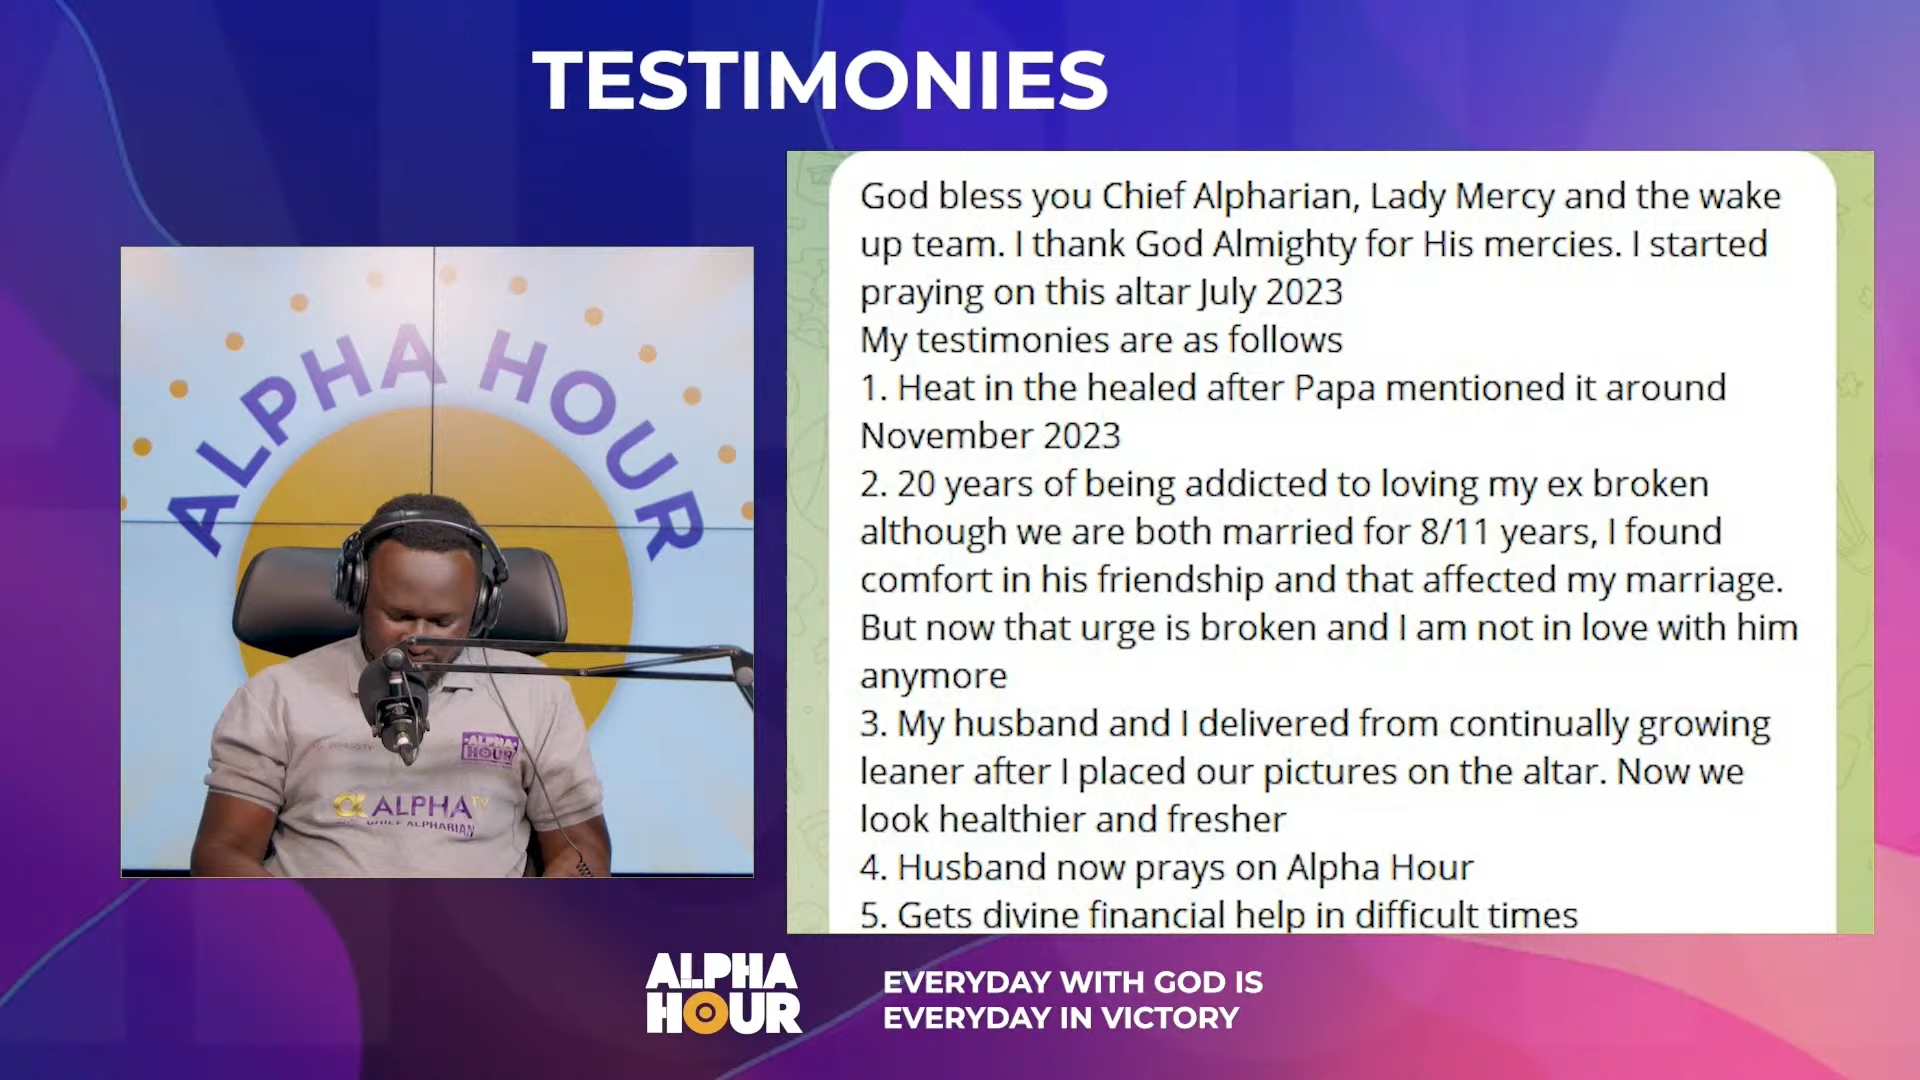 TESTIMONIES
God bless you Chief Alpharian, Lady Mercy and the wake
up team. I thank God Almighty for His mercies. I started
praying on this altar July 2023
My testimonies are as follows
1. Heat in the healed after Papa mentioned it around
November 2023
2. 20 years of being addicted to loving my ex broken
although we are both married for 8/11 years, I found
comfort in his friendship and that affected my marriage.
But now that urge is broken and I am not in love with him
anymore
3. My husband and I delivered from continually growing
leaner after I placed our pictures on the altar. Now we
look healthier and fresher
4. Husband now prays on Alpha Hour
5. Gets divine financial help in difficult times
ALPHA HOUR
ALPHA
HOUR
ALPHA TV
CHIEF ALPHARIAN
ALPHA
HOUR
EVERYDAY WITH GOD IS
EVERYDAY IN VICTORY